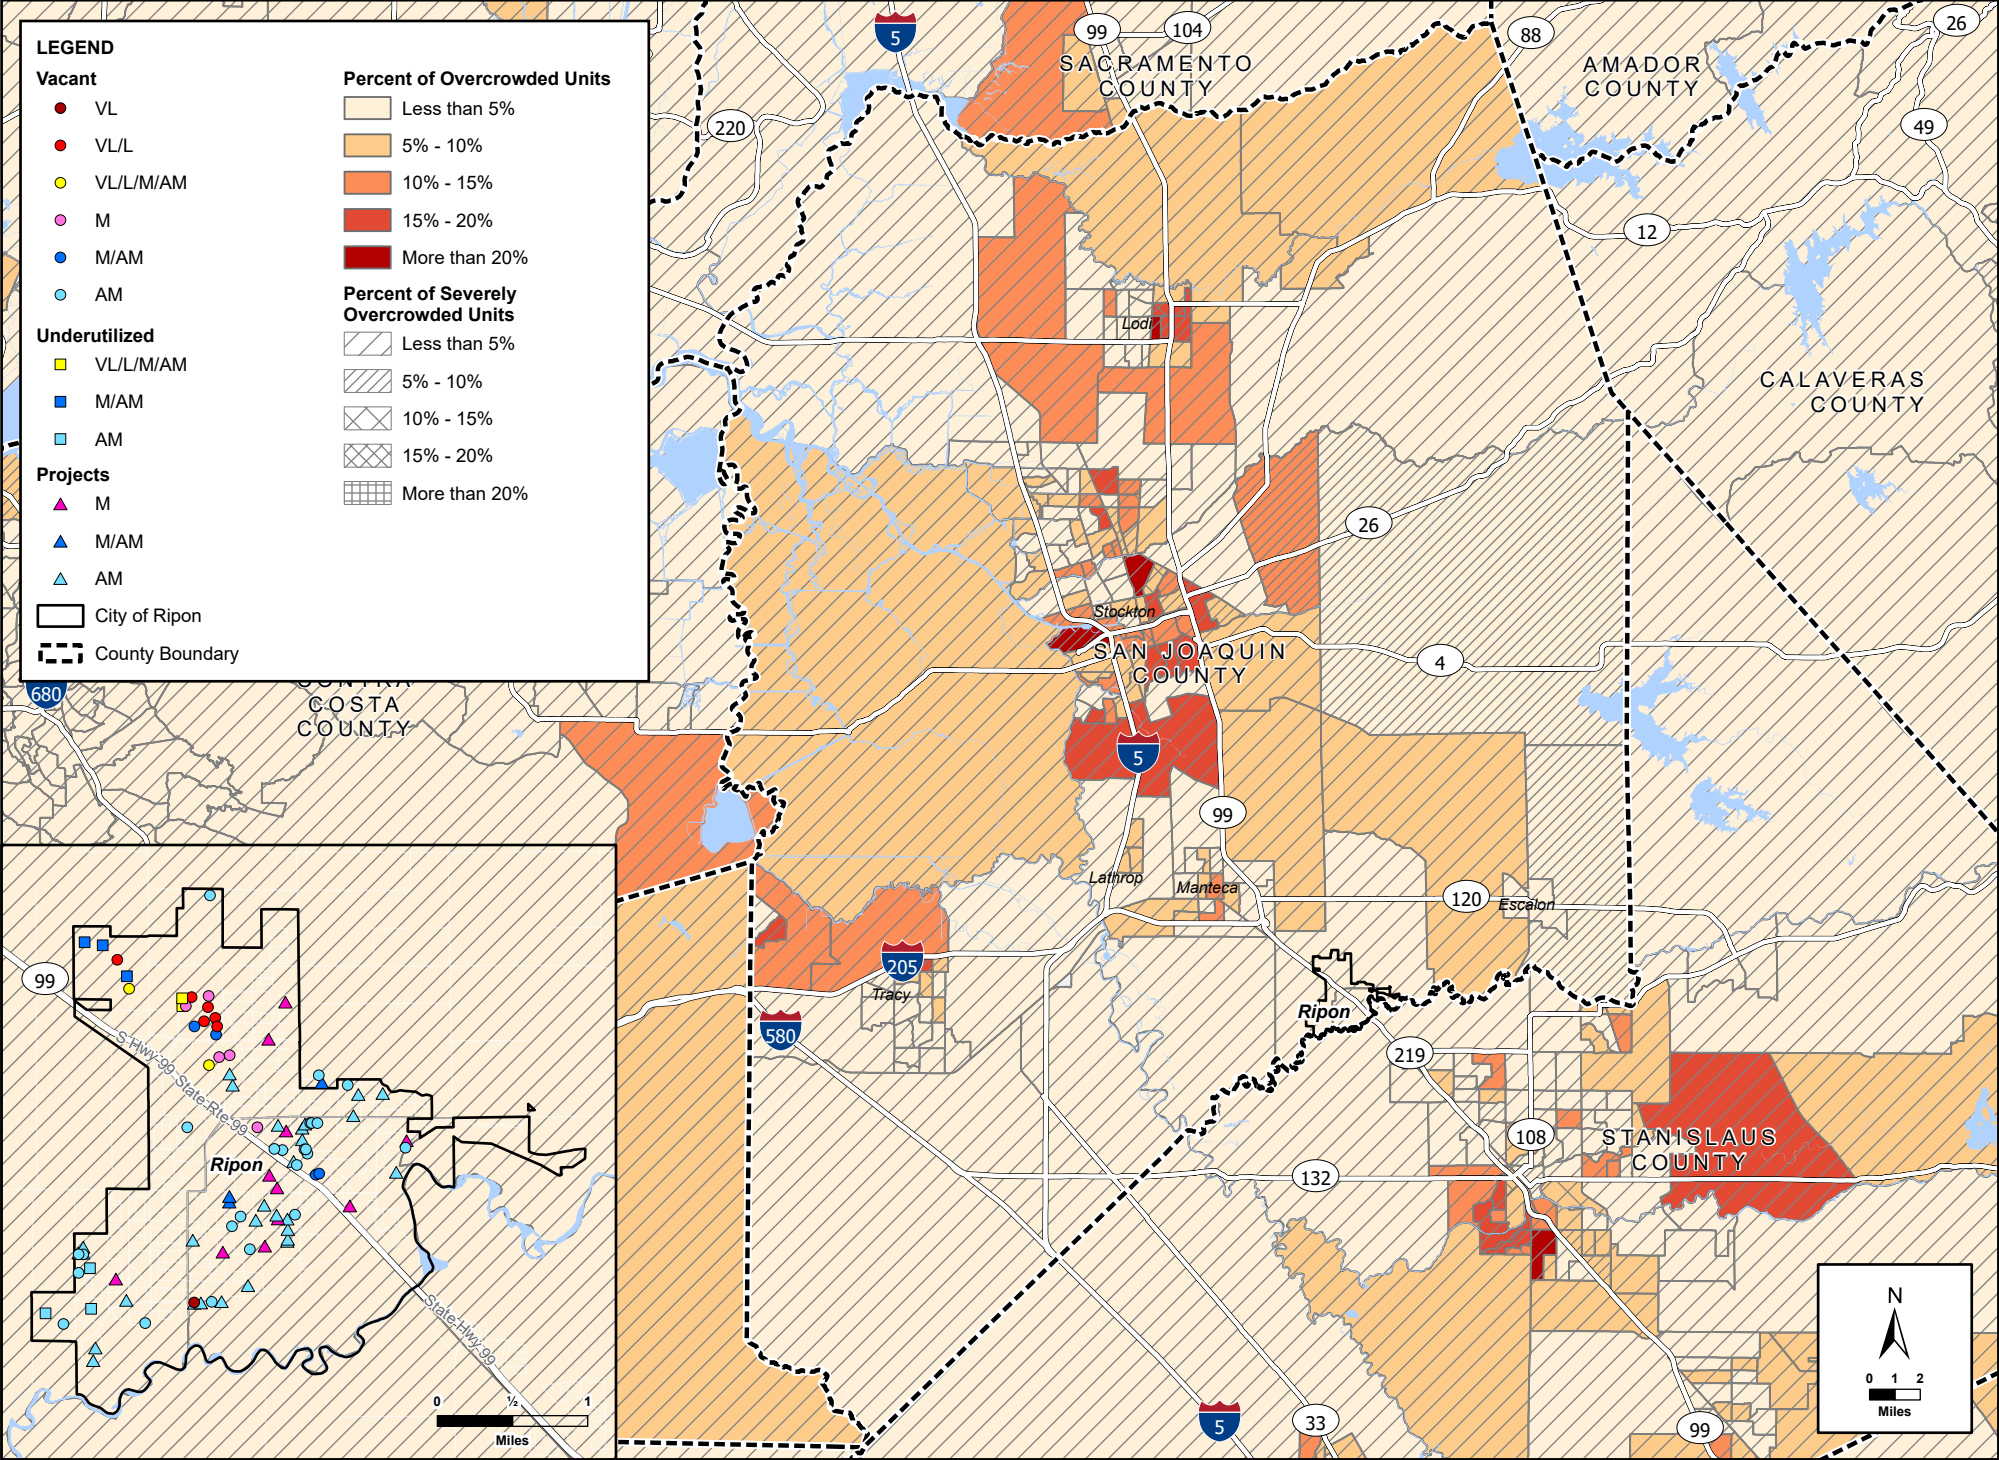 LEGEND
Vacant
VL
VL/L
VL/L/M/AM
M
M/AM
AM
Underutilized
VL/L/M/AM
M/AM
AM
Projects
M
M/AM
AM
City of Ripon
County Boundary
Percent of Overcrowded Units
Less than 5%
5% - 10%
10% - 15%
15% - 20%
More than 20%
Percent of Severely
Overcrowded Units
Less than 5%
5% - 10%
10% - 15%
15% - 20%
More than 20%
5
99
104
88
26
SACRAMENTO
COUNTY
AMADOR
COUNTY
220
49
12
Lodi
CALAVERAS
COUNTY
26
Stockton
SAN JOAQUIN
COUNTY
4
680
CONTRA
COSTA
COUNTY
5
99
Lathrop
Manteca
120
Escalon
205
Tracy
Ripon
580
219
108
STANISLAUS
COUNTY
132
5
33
99
99
S Hwy-99-State-Rte-99
Ripon
State-Hwy-99
0 ½ 1
Miles
N
0 1 2
Miles